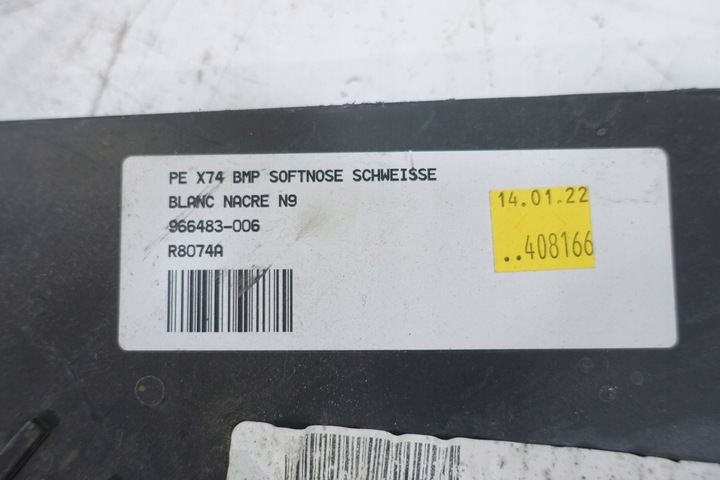 PE X74 BMP SOFTNOSE SCHWEISSE
BLANC NACRE N9
966483-006
R8074A
14.01.22
..408166